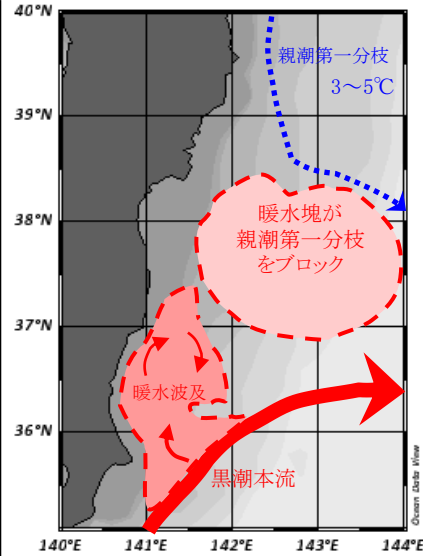 40°N
親潮第一分枝
3～5℃
39°N
38°N
暖水塊が
親潮第一分枝
をブロック
37°N
暖水波及
36°N
黒潮本流
140°E
141°E
142°E
143°E
144°E
Ocean Data View